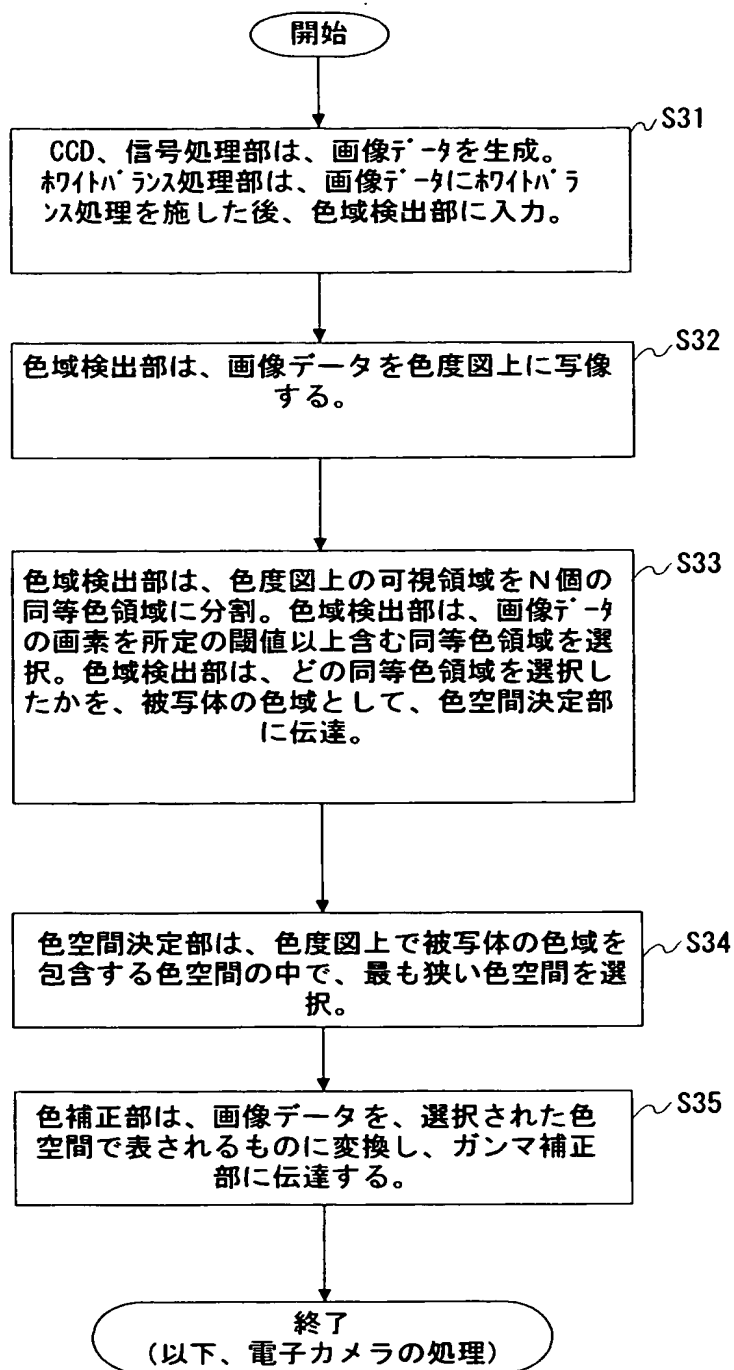 開始
S31
CCD、信号処理部は、画像ﾃﾞｰﾀを生成。
ﾎﾜｲﾄﾊﾞﾗﾝｽ処理部は、画像ﾃﾞｰﾀにﾎﾜｲﾄﾊﾞﾗ
ﾝｽ処理を施した後、色域検出部に入力。
S32
色域検出部は、画像データを色度図上に写像
する。
S33
色域検出部は、色度図上の可視領域をN個の
同等色領域に分割。色域検出部は、画像ﾃﾞｰﾀ
の画素を所定の閾値以上含む同等色領域を選
択。色域検出部は、どの同等色領域を選択し
たかを、被写体の色域として、色空間決定部
に伝達。
S34
色空間決定部は、色度図上で被写体の色域を
包含する色空間の中で、最も狭い色空間を選
択。
S35
色補正部は、画像データを、選択された色
空間で表されるものに変換し、ガンマ補正
部に伝達する。
終了
(以下、電子カメラの処理)